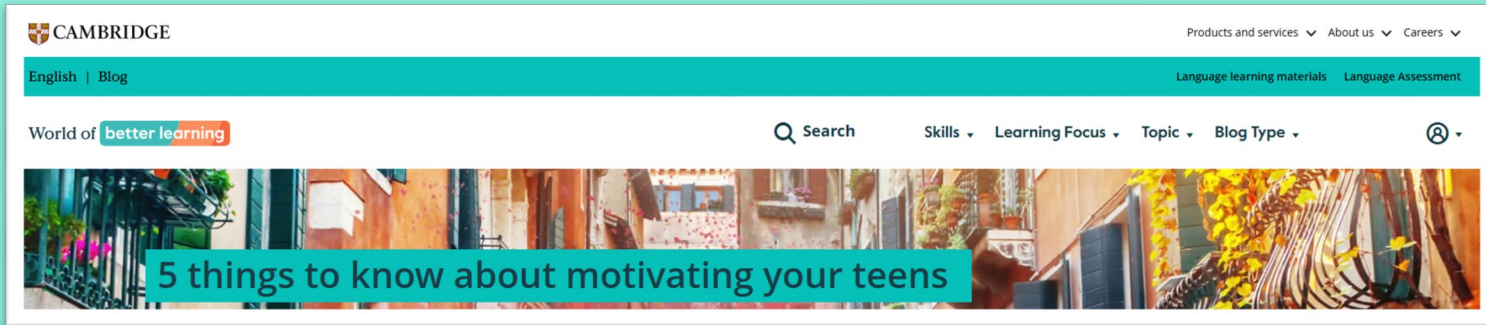 CAMBRIDGE
Products and services About us Careers
English | Blog
Language learning materials Language Assessment
World of better learning
Search Skills Learning Focus Topic Blog Type
5 things to know about motivating your teens